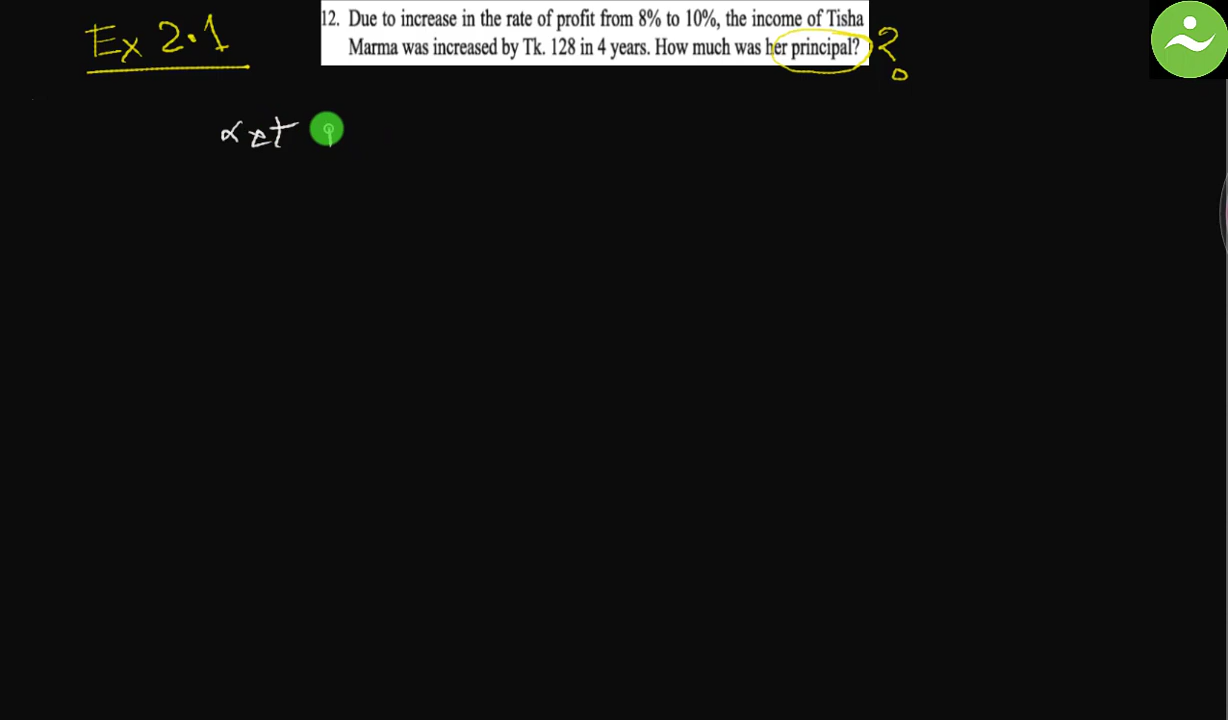 Ex 2.1
12. Due to increase in the rate of profit from 8% to 10%, the income of Tisha
Marma was increased by Tk. 128 in 4 years. How much was her principal? ?
Let